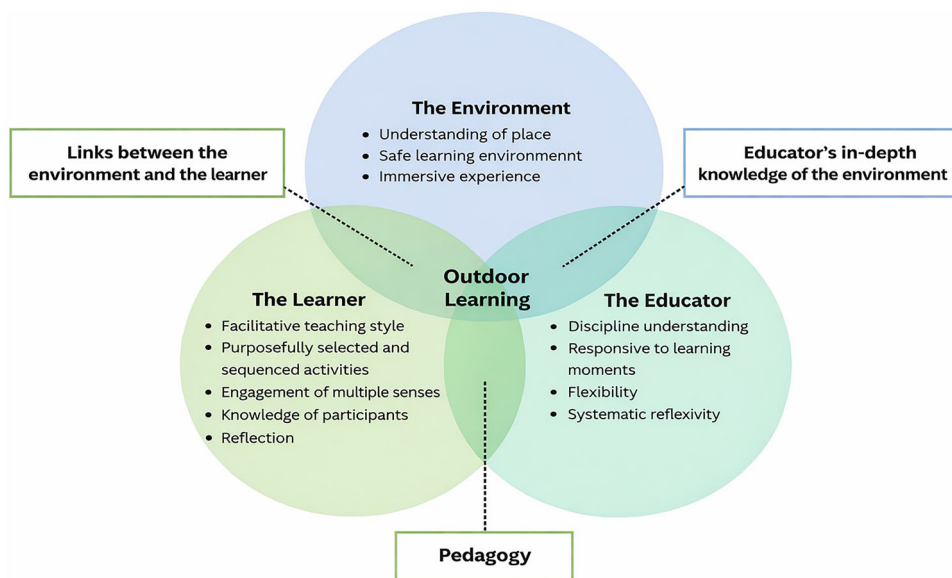 The Environment
• Understanding of place
• Safe learning environmennt
• Immersive experience
Links between the
environment and the learner
Educator's in-depth
knowledge of the environment
Outdoor
Learning
The Learner
• Facilitative teaching style
• Purposefully selected and
sequenced activities
• Engagement of multiple senses
• Knowledge of participants
• Reflection
The Educator
• Discipline understanding
• Responsive to learning
moments
• Flexibility
• Systematic reflexivity
Pedagogy